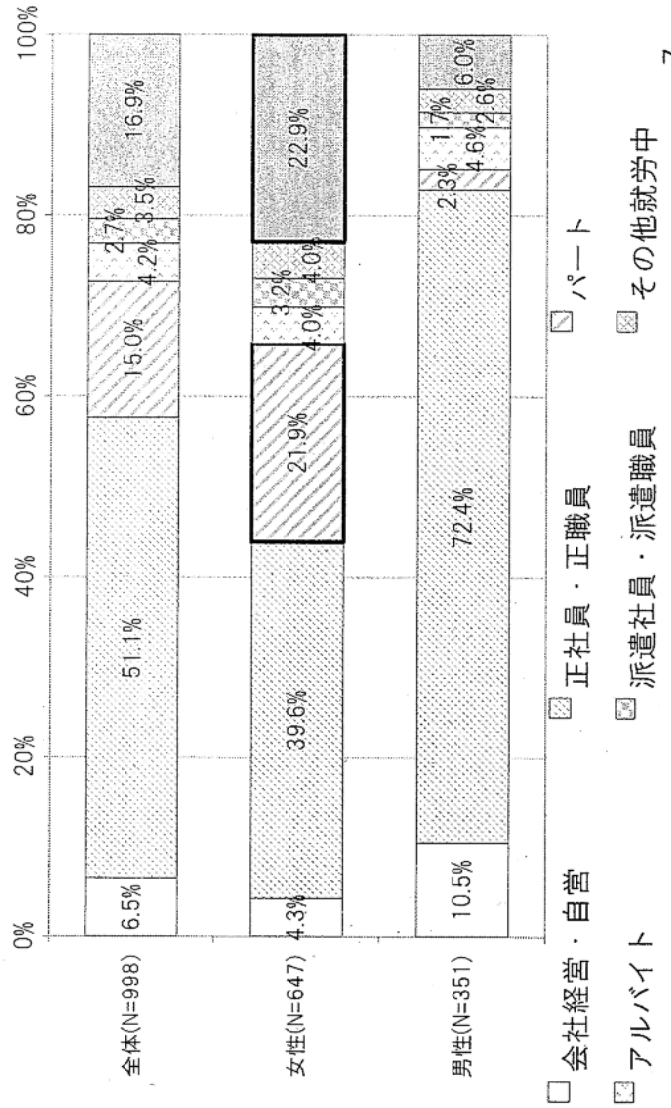 0% 20% 40% 60% 80% 100%
全体(N=998) 6.5% 51.1% 15.0% 4.2% 2.7% 3.5% 16.9%
女性(N=647) 4.3% 39.6% 21.9% 4.0% 3.2% 4.0% 22.9%
男性(N=351) 10.5% 72.4% 2.3% 4.6% 1.7% 2.6% 6.0%
会社経営・自営 正社員・正職員 パート
アルバイト 派遣社員・派遣職員 その他就労中